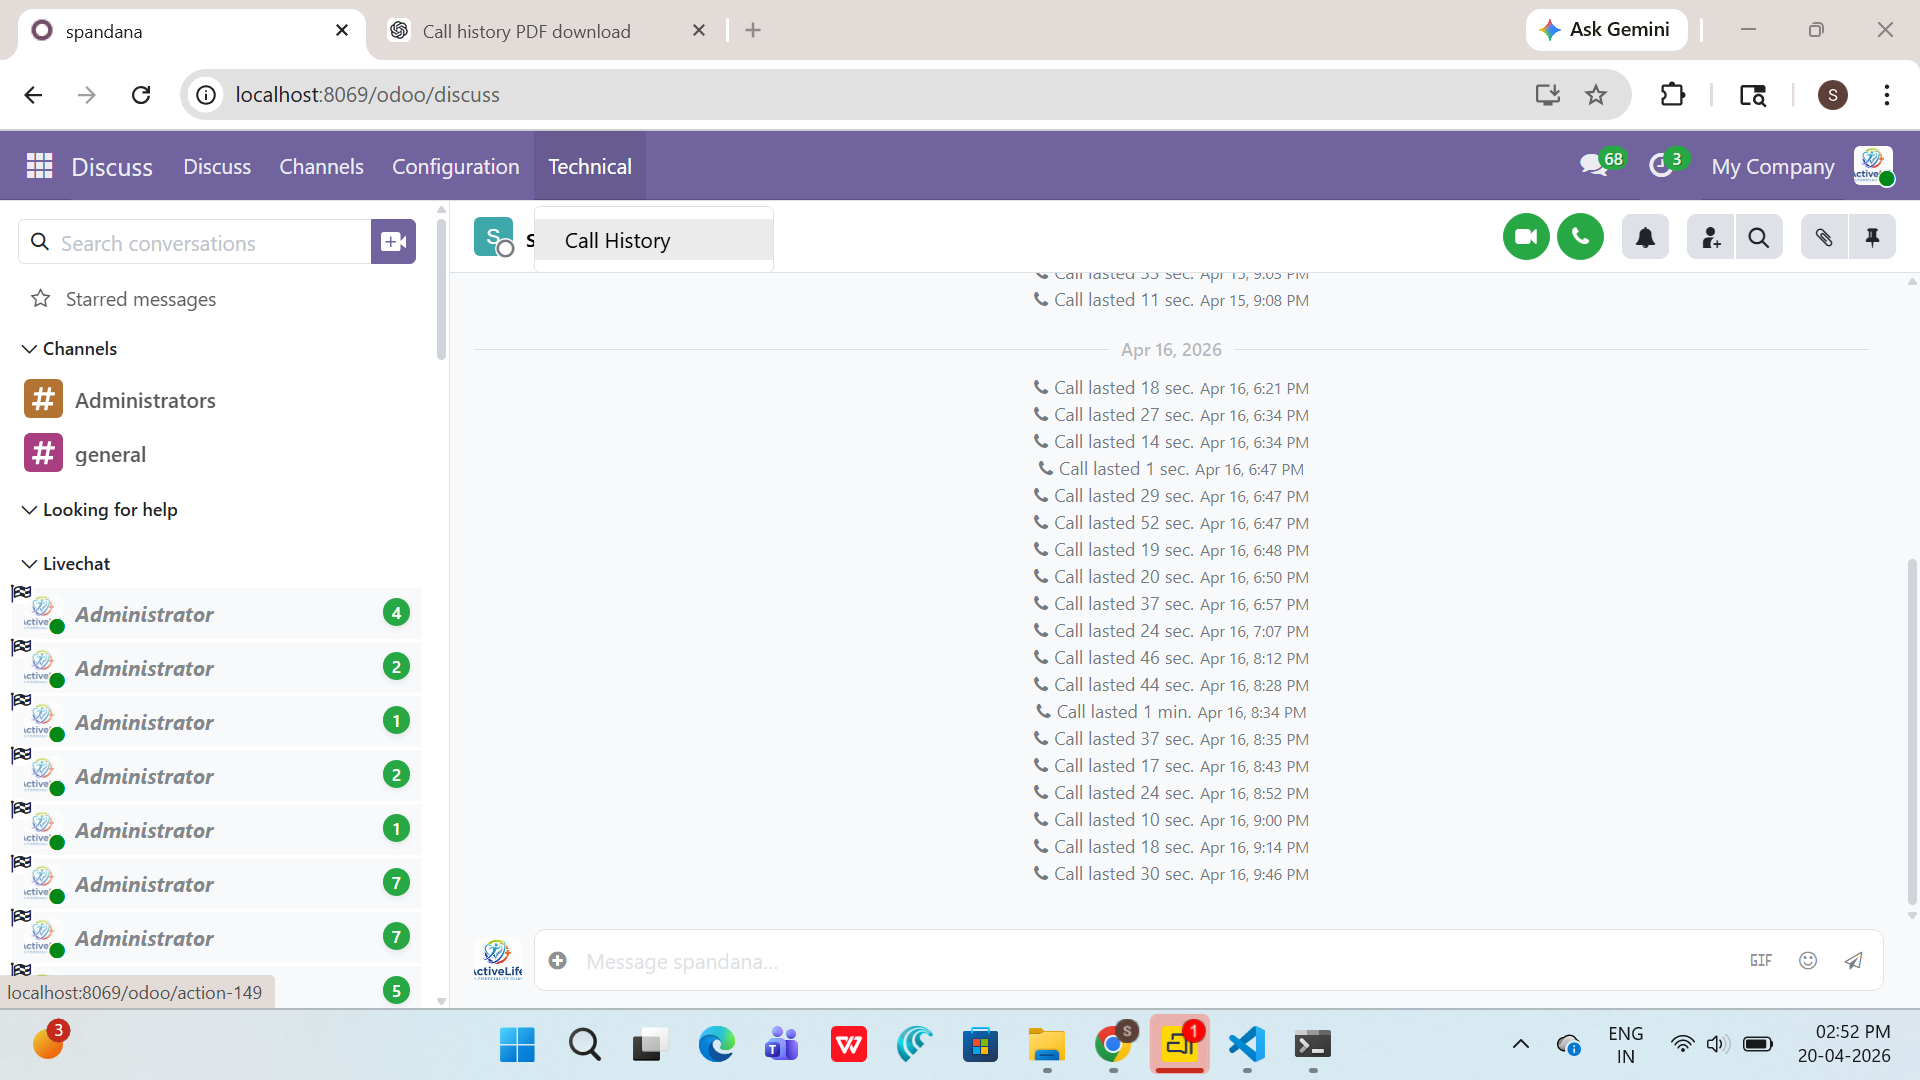 spandana
Call history PDF download
Ask Gemini
localhost:8069/odoo/discuss
S
Discuss
Discuss
Channels
Configuration
Technical
68
3
My Company
Search conversations
S
Call History
Starred messages
Channels
Administrators
general
Looking for help
Livechat
Administrator
4
Administrator
2
Administrator
1
Administrator
2
Administrator
1
Administrator
7
Administrator
7
5
localhost:8069/odoo/action-149
Call lasted 35 sec. Apr 15, 9:03 PM
Call lasted 11 sec. Apr 15, 9:08 PM
Apr 16, 2026
Call lasted 18 sec. Apr 16, 6:21 PM
Call lasted 27 sec. Apr 16, 6:34 PM
Call lasted 14 sec. Apr 16, 6:34 PM
Call lasted 1 sec. Apr 16, 6:47 PM
Call lasted 29 sec. Apr 16, 6:47 PM
Call lasted 52 sec. Apr 16, 6:47 PM
Call lasted 19 sec. Apr 16, 6:48 PM
Call lasted 20 sec. Apr 16, 6:50 PM
Call lasted 37 sec. Apr 16, 6:57 PM
Call lasted 24 sec. Apr 16, 7:07 PM
Call lasted 46 sec. Apr 16, 8:12 PM
Call lasted 44 sec. Apr 16, 8:28 PM
Call lasted 1 min. Apr 16, 8:34 PM
Call lasted 37 sec. Apr 16, 8:35 PM
Call lasted 17 sec. Apr 16, 8:43 PM
Call lasted 24 sec. Apr 16, 8:52 PM
Call lasted 10 sec. Apr 16, 9:00 PM
Call lasted 18 sec. Apr 16, 9:14 PM
Call lasted 30 sec. Apr 16, 9:46 PM
Message spandana...
GIF
3
S
1
ENG
IN
02:52 PM
20-04-2026